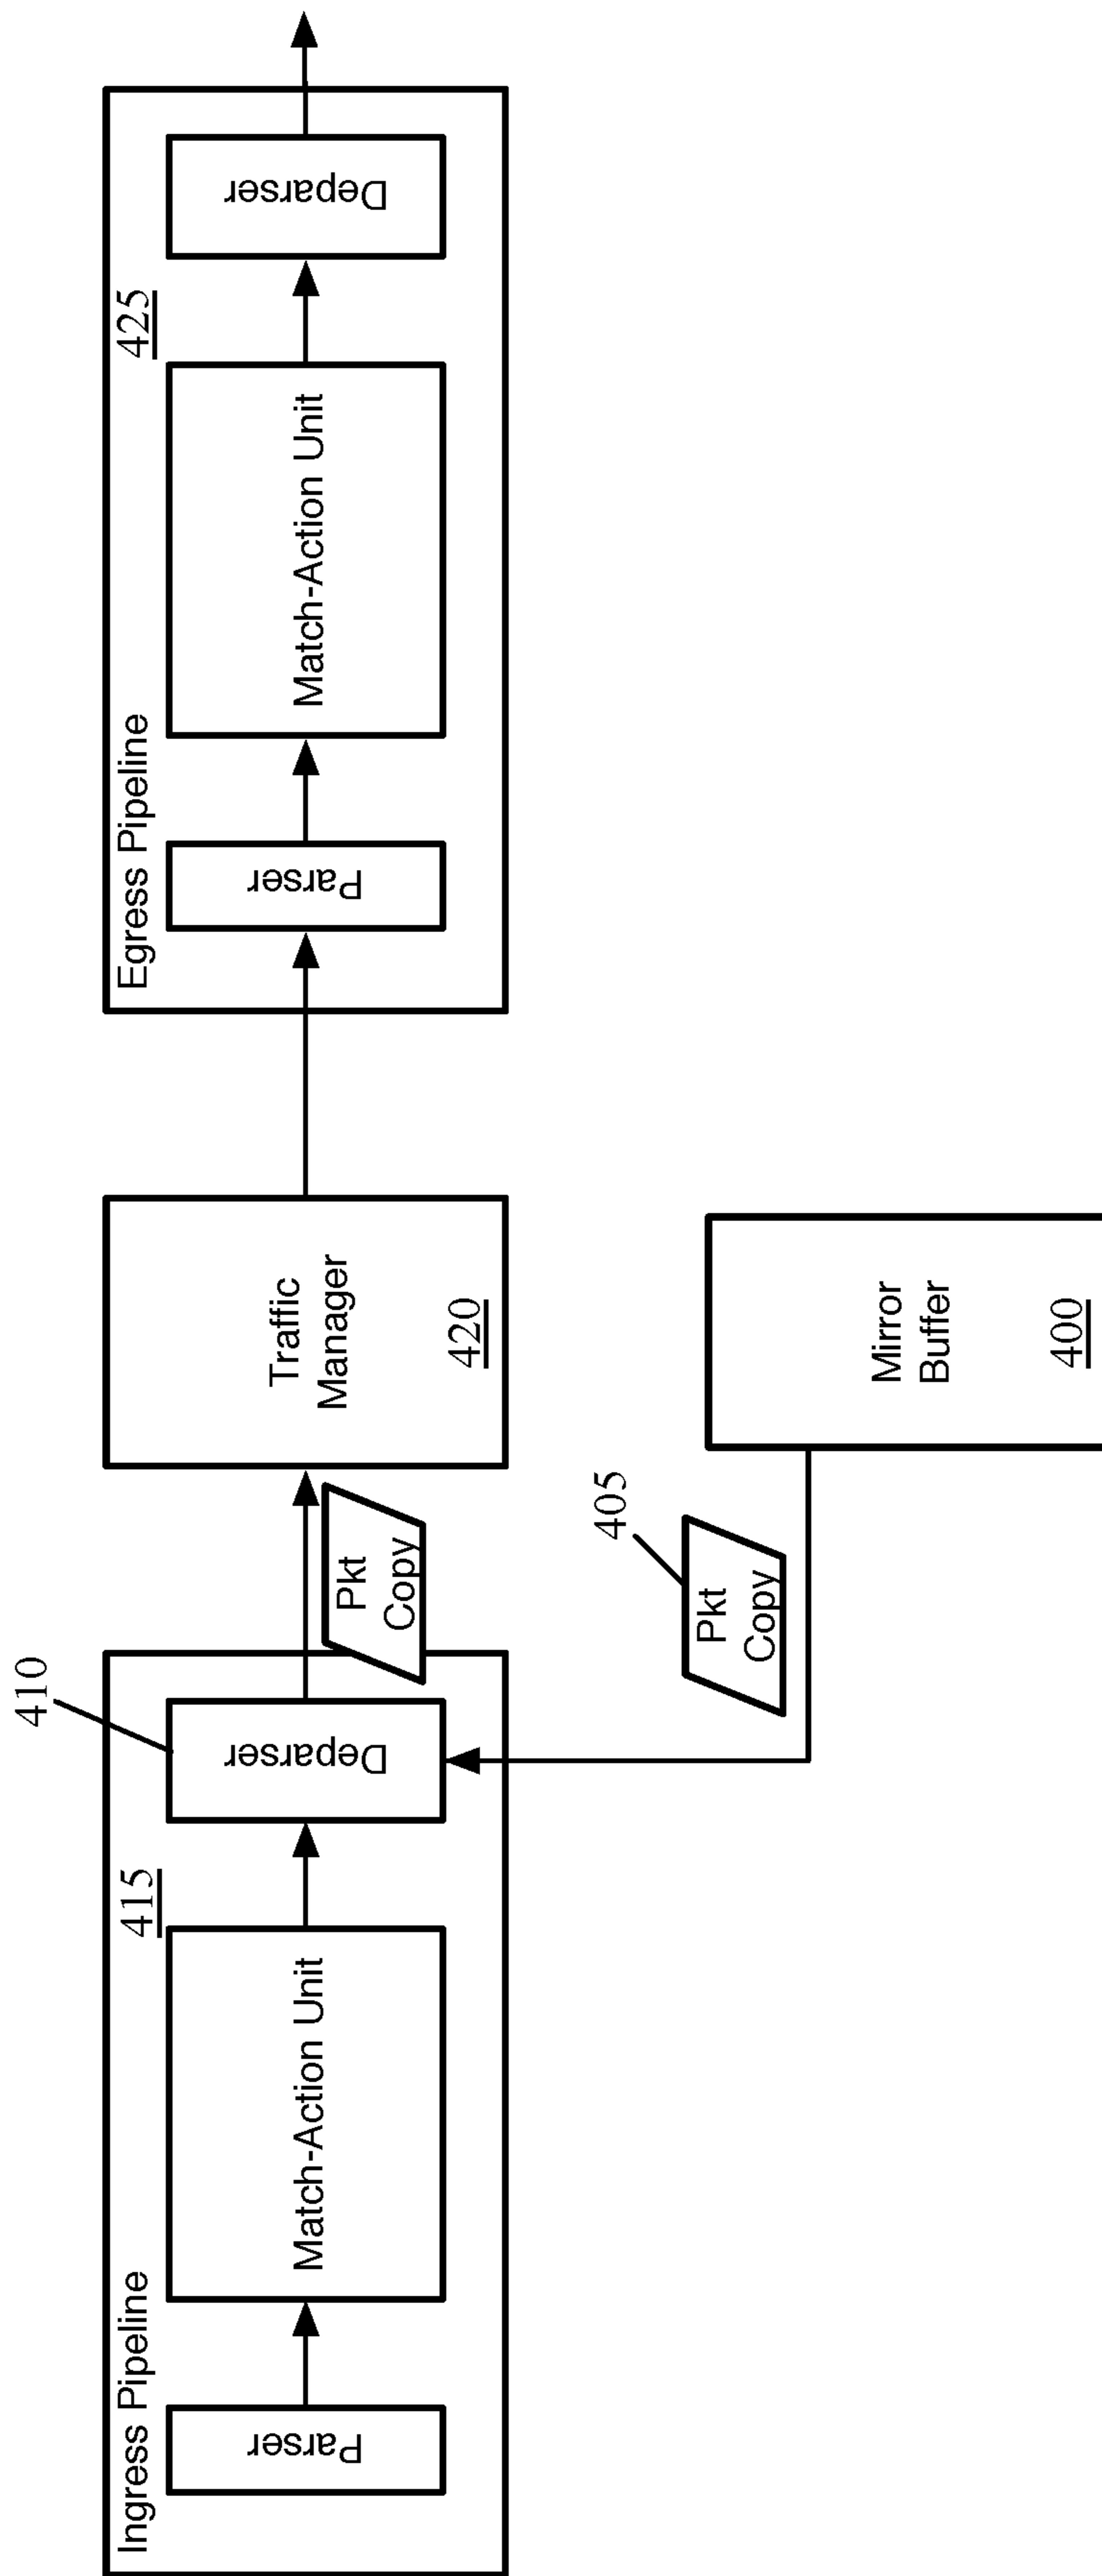 Ingress Pipeline
415
410
Parser
Match-Action Unit
Deparser
Pkt
Copy
Traffic
Manager
420
Egress Pipeline
425
Parser
Match-Action Unit
Deparser
405
Pkt
Copy
Mirror
Buffer
400